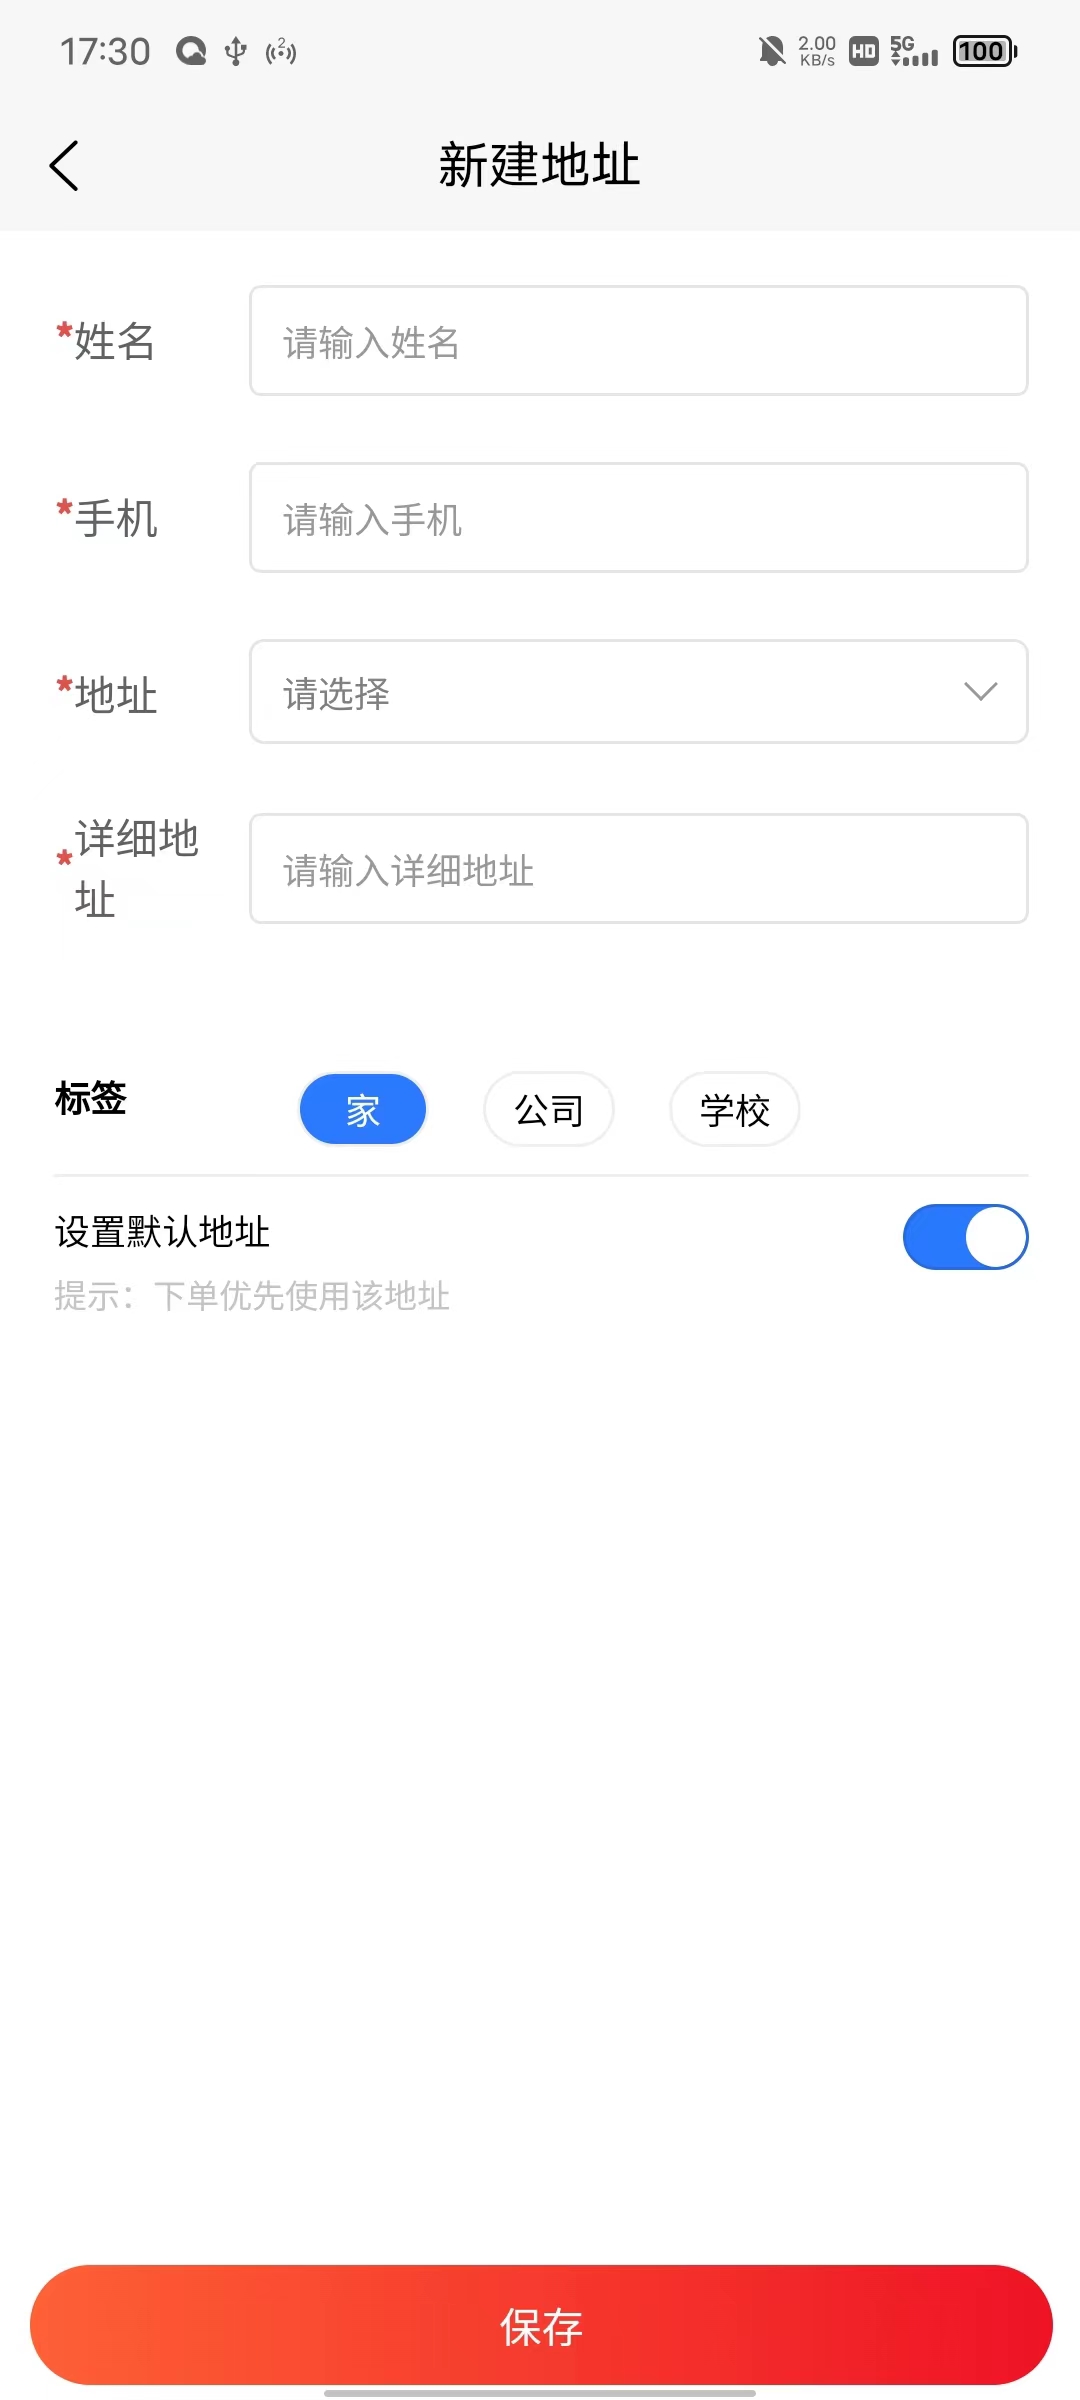 17:30 2 2.00 KB/s HD 5G 100
新建地址
*姓名 请输入姓名
*手机 请输入手机
*地址 请选择
*详细地址 请输入详细地址
标签 家 公司 学校
设置默认地址
提示：下单优先使用该地址
保存